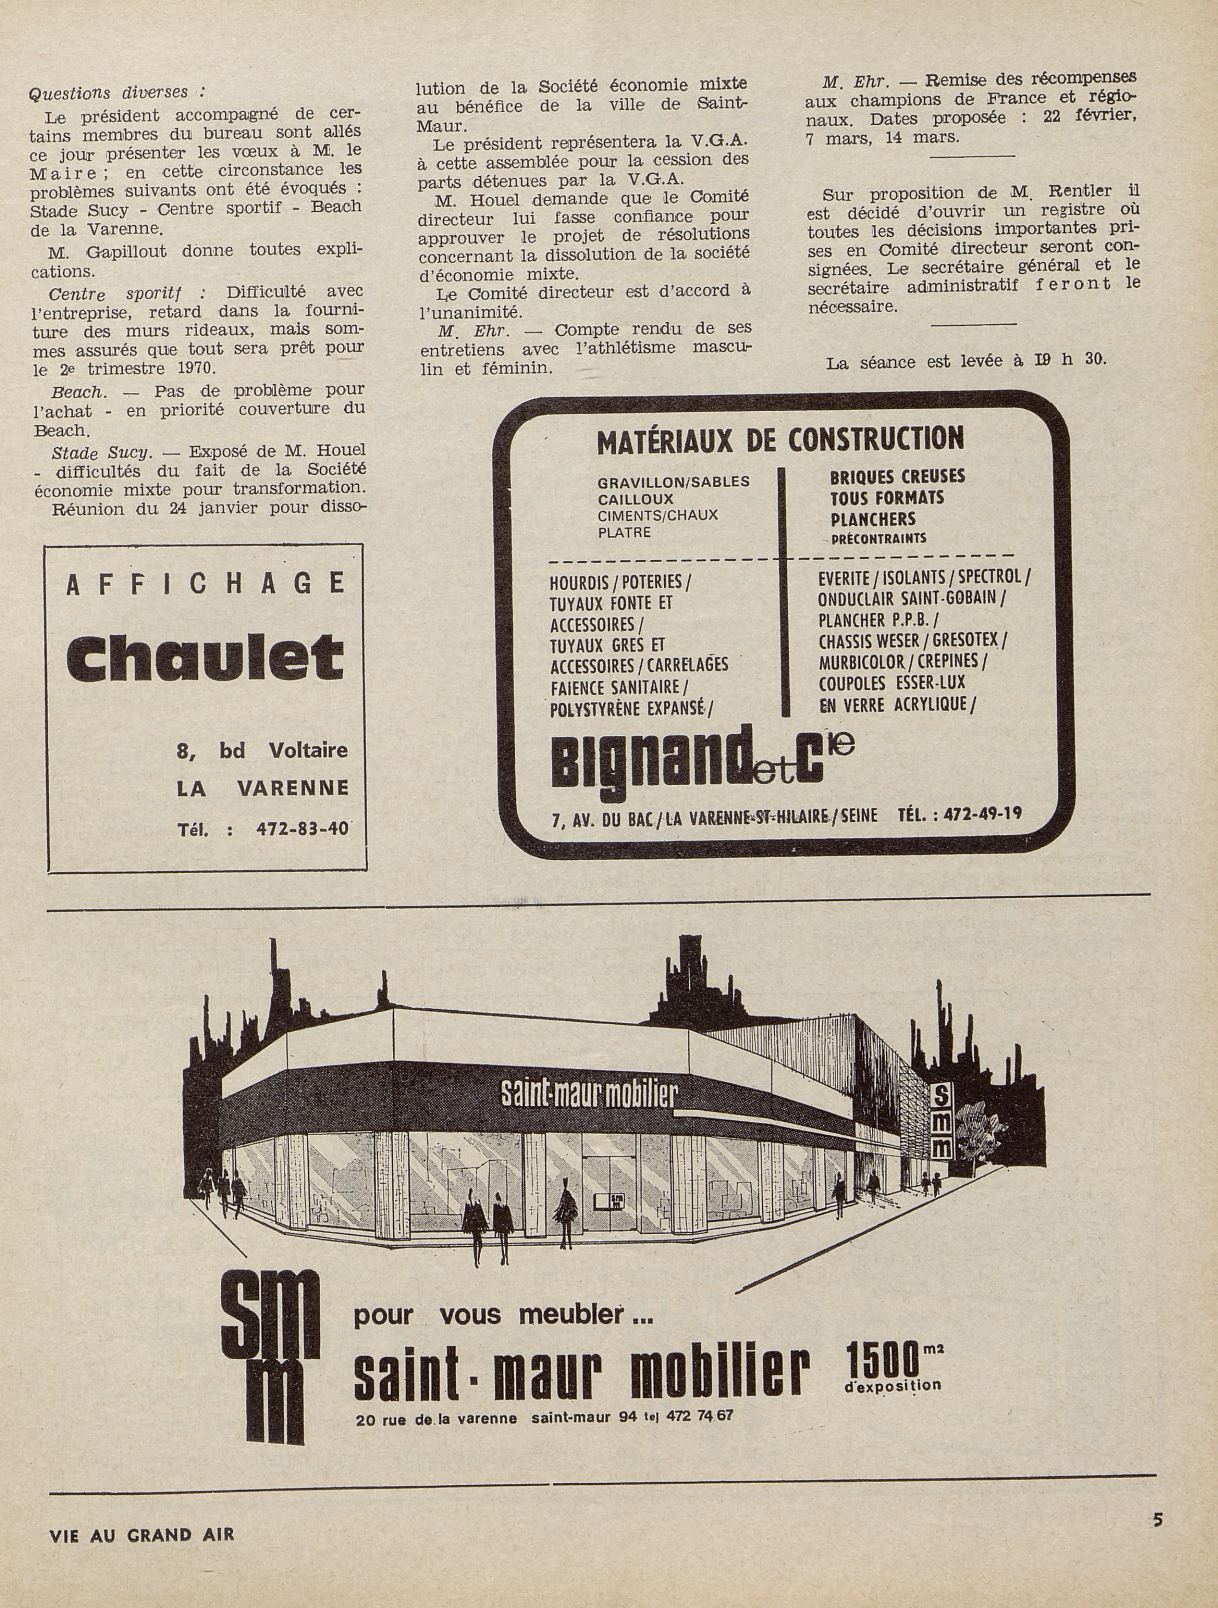 Questions diverses :
Le président accompagné de cer-
tains membres du bureau sont allés
ce jour présenter les vœux à M. le
Maire ; en cette circonstance les
problèmes suivants ont été évoqués :
Stade Sucy - Centre sportif - Beach
de la Varenne.
M. Gapillout donne toutes expli-
cations.
Centre sporitf : Difficulté avec
l'entreprise, retard dans la fourni-
ture des murs rideaux, mais som-
mes assurés que tout sera prêt pour
le 2e trimestre 1970.
Beach. — Pas de problème pour
l'achat - en priorité couverture du
Beach.
Stade Sucy. — Exposé de M. Houel
- difficultés du fait de la Société
économie mixte pour transformation.
Réunion du 24 janvier pour disso-
lution de la Société économie mixte
au bénéfice de la ville de Saint-
Maur.
Le président représentera la V.G.A.
à cette assemblée pour la cession des
parts détenues par la V.G.A.
M. Houel demande que le Comité
directeur lui fasse confiance pour
approuver le projet de résolutions
concernant la dissolution de la société
d'économie mixte.
Le Comité directeur est d'accord à
l'unanimité.
M. Ehr. — Compte rendu de ses
entretiens avec l'athlétisme mascu-
lin et féminin.
M. Ehr. — Remise des récompenses
aux champions de France et régio-
naux. Dates proposée : 22 février,
7 mars, 14 mars.
Sur proposition de M. Rentler il
est décidé d'ouvrir un registre où
toutes les décisions importantes pri-
ses en Comité directeur seront con-
signées. Le secrétaire général et le
secrétaire administratif feront le
nécessaire.
La séance est levée à 19 h 30.
AFFICHAGE
Chaulet
8, bd Voltaire
LA VARENNE
Tél. : 472-83-40
MATÉRIAUX DE CONSTRUCTION
GRAVILLON/SABLES
CAILLOUX
CIMENTS/CHAUX
PLATRE
BRIQUES CREUSES
TOUS FORMATS
PLANCHERS
PRÉCONTRAINTS
HOURDIS / POTERIES /
TUYAUX FONTE ET
ACCESSOIRES /
TUYAUX GRES ET
ACCESSOIRES / CARRELAGES
FAIENCE SANITAIRE /
POLYSTYRÈNE EXPANSÉ /
EVERITE / ISOLANTS / SPECTROL /
ONDUCLAIR SAINT-GOBAIN /
PLANCHER P.P.B. /
CHASSIS WESER / GRESOTEX /
MURBICOLOR / CREPINES /
COUPOLES ESSER-LUX
EN VERRE ACRYLIQUE /
Bignand et Cie
7, AV. DU BAC / LA VARENNE-ST-HILAIRE / SEINE TÉL. : 472-49-19
saint-maur mobilier
smm
smm
smm
pour vous meubler...
saint-maur mobilier 1500 m2
d'exposition
20 rue de la varenne saint-maur 94 tel 472 74 67
VIE AU GRAND AIR
5